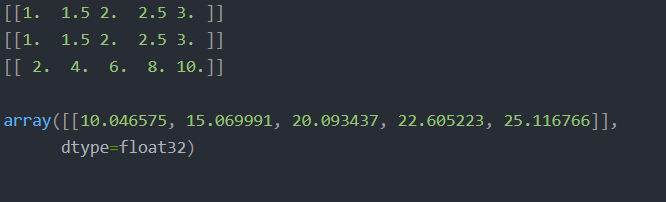 [[1.  1.5 2.  2.5 3. ]]
[[1.  1.5 2.  2.5 3. ]]
[[ 2.  4.  6.  8. 10.]]
array([[10.046575, 15.069991, 20.093437, 22.605223, 25.116766]],
      dtype=float32)